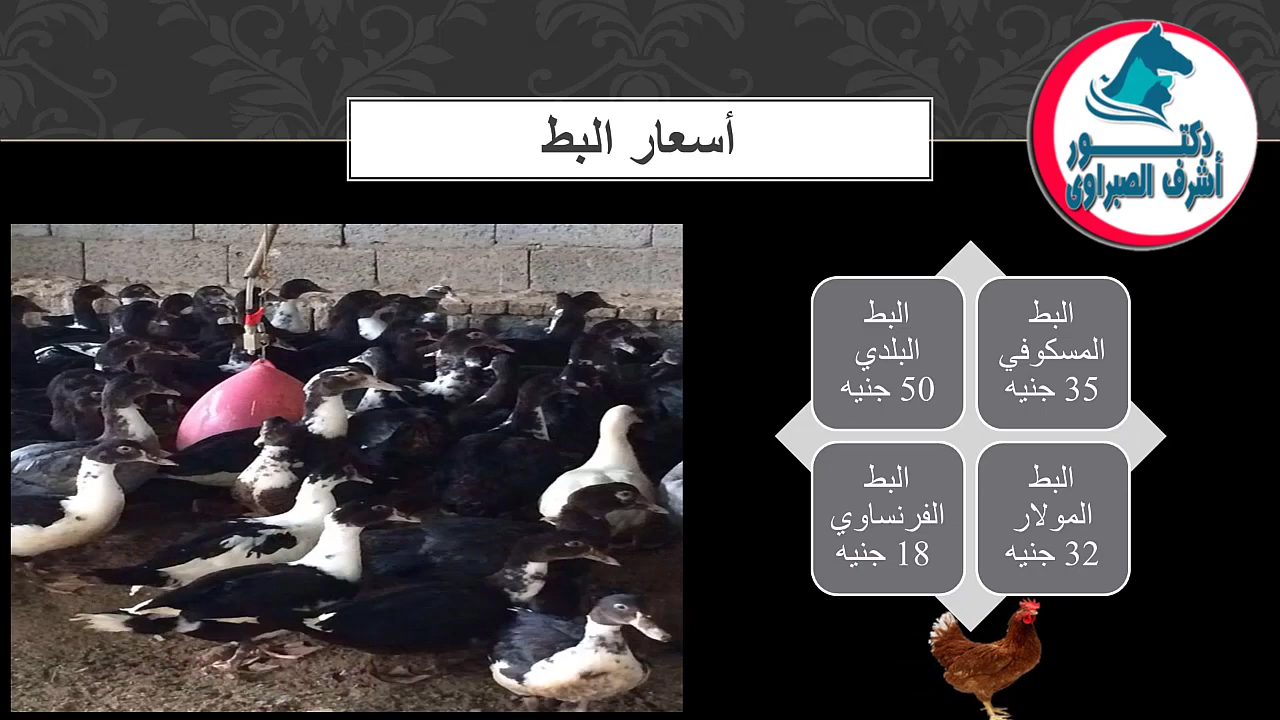 دكتور
أشرف الصبراوى
أسعار البط
البط
المسكوفي
35 جنيه
البط
البلدي
50 جنيه
البط
المولار
32 جنيه
البط
الفرنساوي
18 جنيه